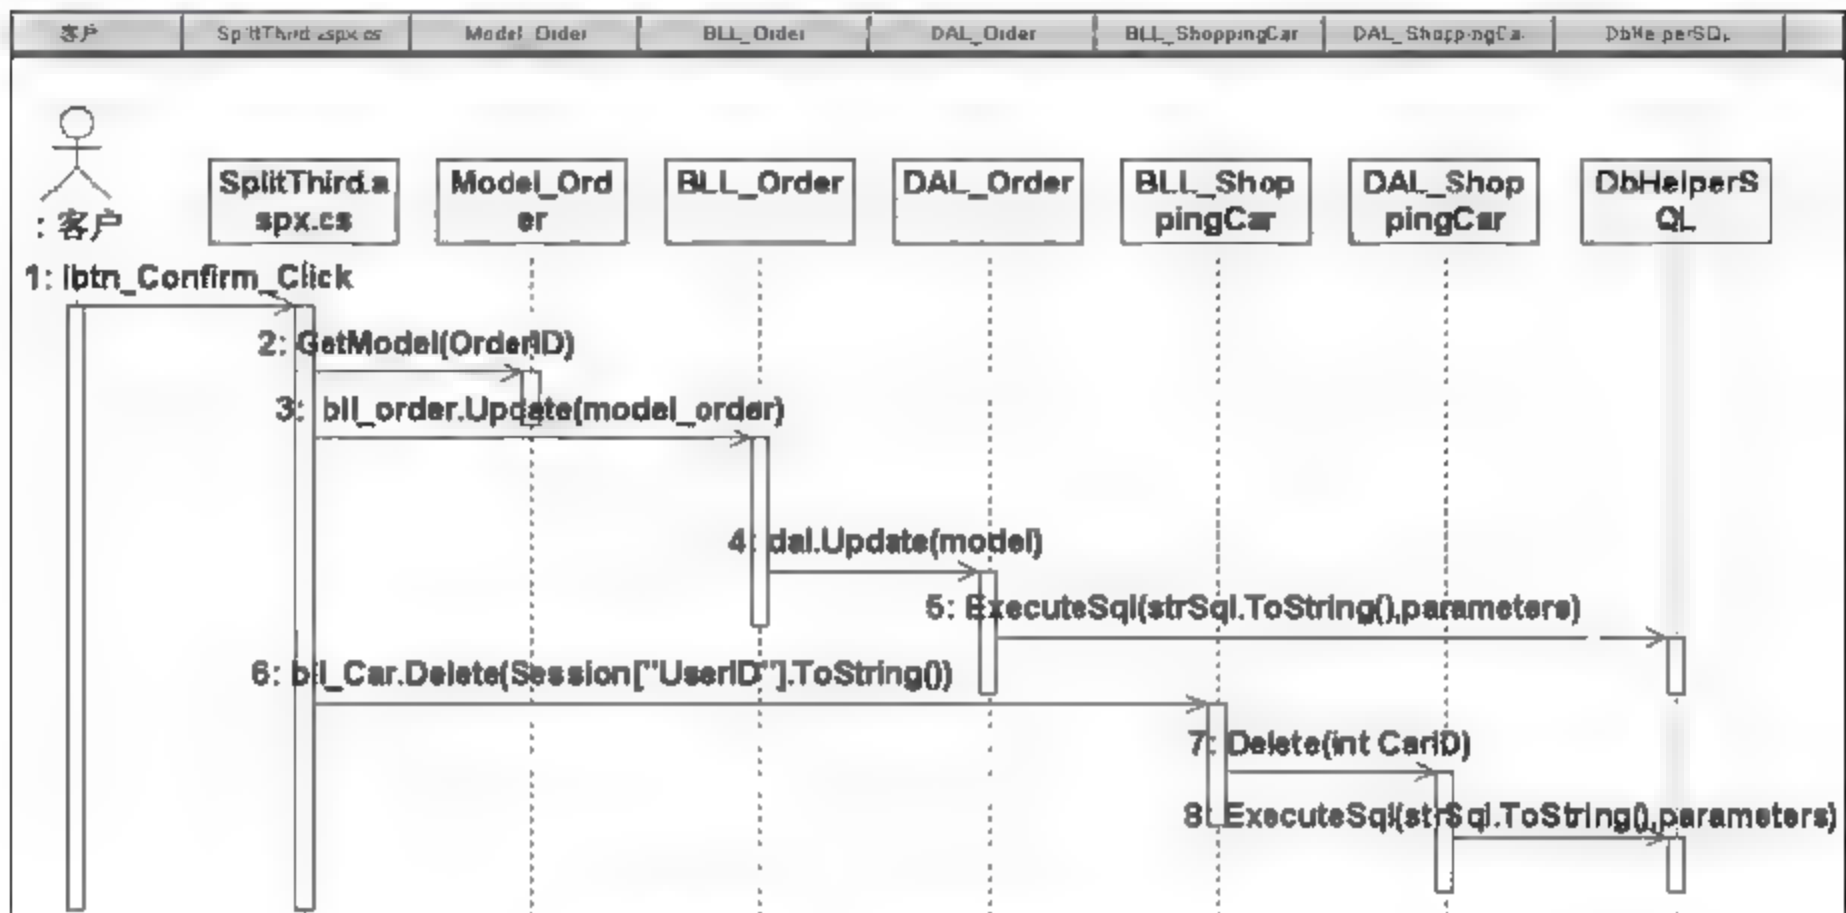 客户 SplitThird.aspx.cs Model_Order BLL_Order DAL_Order BLL_ShoppingCar DAL_ShoppingCar DbHelperSQL
: 客户
SplitThird.a
spx.cs
Model_Ord
er
BLL_Order
DAL_Order
BLL_Shop
pingCar
DAL_Shop
pingCar
DbHelperS
QL
1: lbtn_Confirm_Click
2: GetModel(OrderID)
3: bll_order.Update(model_order)
4: dal.Update(model)
5: ExecuteSql(strSql.ToString(),parameters)
6: bll_Car.Delete(Session["UserID"].ToString())
7: Delete(int CarID)
8: ExecuteSql(strSql.ToString(),parameters)